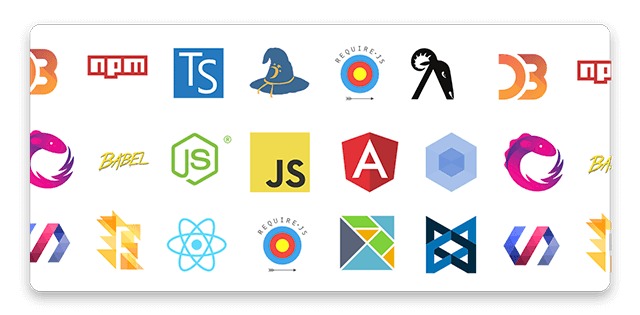 npm TS REQUIRE-JS npm
BABEL JS ® JS A BA
REQUIRE-JS